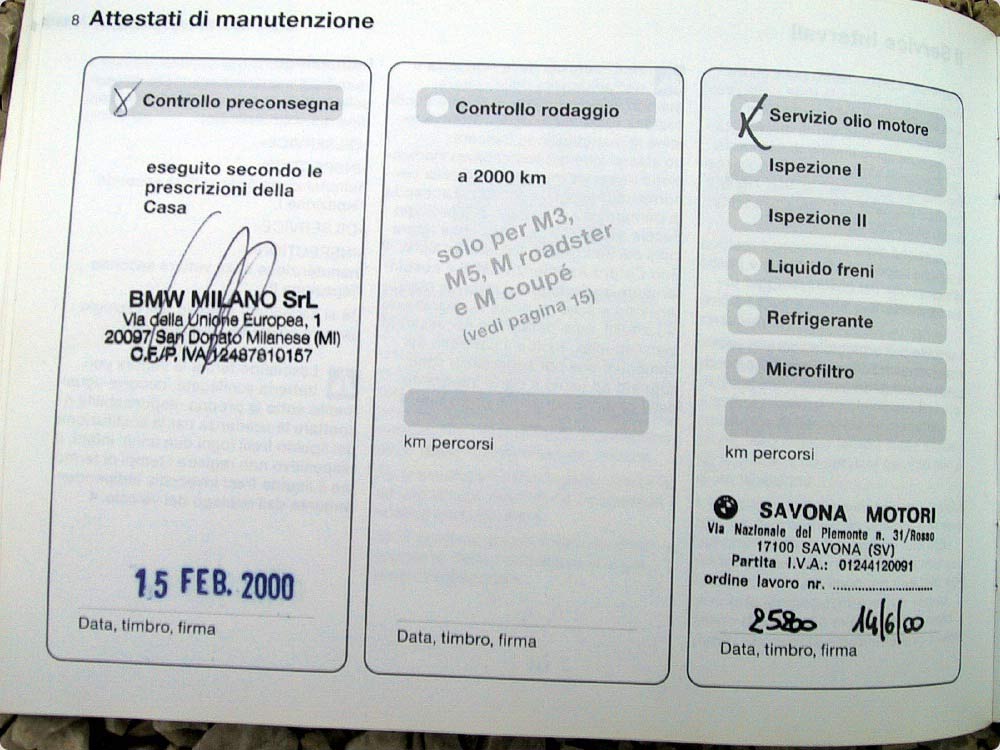 8 Attestati di manutenzione
Controllo preconsegna
eseguito secondo le
prescrizioni della
Casa
BMW MILANO SrL
Via della Unione Europea, 1
20097 San Donato Milanese (MI)
C.F./P. IVA 12487810157
15 FEB. 2000
Data, timbro, firma
Controllo rodaggio
a 2000 km
solo per M3,
M5, M roadster
e M coupé
(vedi pagina 15)
km percorsi
Data, timbro, firma
Servizio olio motore
Ispezione I
Ispezione II
Liquido freni
Refrigerante
Microfiltro
km percorsi
SAVONA MOTORI
Via Nazionale del Piemonte n. 31/Rosso
17100 SAVONA (SV)
Partita I.V.A.: 01244120091
ordine lavoro nr. ........................
25800 14/6/00
Data, timbro, firma